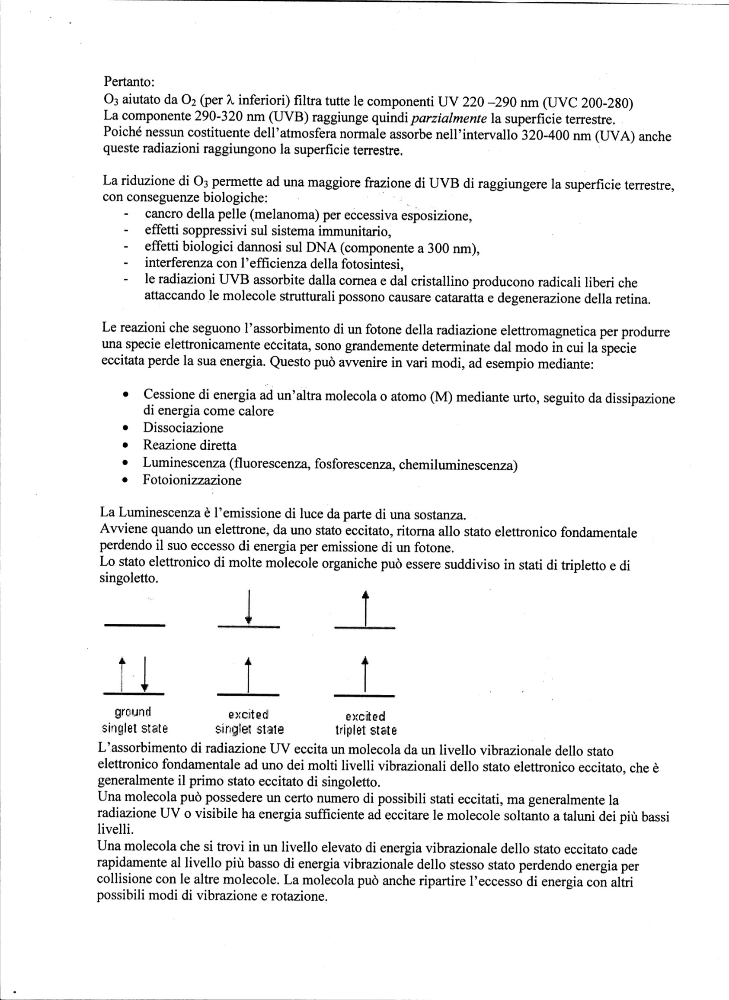 Pertanto:
O3 aiutato da O2 (per λ inferiori) filtra tutte le componenti UV 220 –290 nm (UVC 200-280)
La componente 290-320 nm (UVB) raggiunge quindi parzialmente la superficie terrestre.
Poiché nessun costituente dell'atmosfera normale assorbe nell'intervallo 320-400 nm (UVA) anche
queste radiazioni raggiungono la superficie terrestre.
La riduzione di O3 permette ad una maggiore frazione di UVB di raggiungere la superficie terrestre,
con conseguenze biologiche:
- cancro della pelle (melanoma) per eccessiva esposizione,
- effetti soppressivi sul sistema immunitario,
- effetti biologici dannosi sul DNA (componente a 300 nm),
- interferenza con l'efficienza della fotosintesi,
- le radiazioni UVB assorbite dalla cornea e dal cristallino producono radicali liberi che
attaccando le molecole strutturali possono causare cataratta e degenerazione della retina.
Le reazioni che seguono l'assorbimento di un fotone della radiazione elettromagnetica per produrre
una specie elettronicamente eccitata, sono grandemente determinate dal modo in cui la specie
eccitata perde la sua energia. Questo può avvenire in vari modi, ad esempio mediante:
• Cessione di energia ad un'altra molecola o atomo (M) mediante urto, seguito da dissipazione
di energia come calore
• Dissociazione
• Reazione diretta
• Luminescenza (fluorescenza, fosforescenza, chemiluminescenza)
• Fotoionizzazione
La Luminescenza è l'emissione di luce da parte di una sostanza.
Avviene quando un elettrone, da uno stato eccitato, ritorna allo stato elettronico fondamentale
perdendo il suo eccesso di energia per emissione di un fotone.
Lo stato elettronico di molte molecole organiche può essere suddiviso in stati di tripletto e di
singoletto.
ground
singlet state
excited
singlet state
excited
triplet state
L'assorbimento di radiazione UV eccita un molecola da un livello vibrazionale dello stato
elettronico fondamentale ad uno dei molti livelli vibrazionali dello stato elettronico eccitato, che è
generalmente il primo stato eccitato di singoletto.
Una molecola può possedere un certo numero di possibili stati eccitati, ma generalmente la
radiazione UV o visibile ha energia sufficiente ad eccitare le molecole soltanto a taluni dei più bassi
livelli.
Una molecola che si trovi in un livello elevato di energia vibrazionale dello stato eccitato cade
rapidamente al livello più basso di energia vibrazionale dello stesso stato perdendo energia per
collisione con le altre molecole. La molecola può anche ripartire l'eccesso di energia con altri
possibili modi di vibrazione e rotazione.